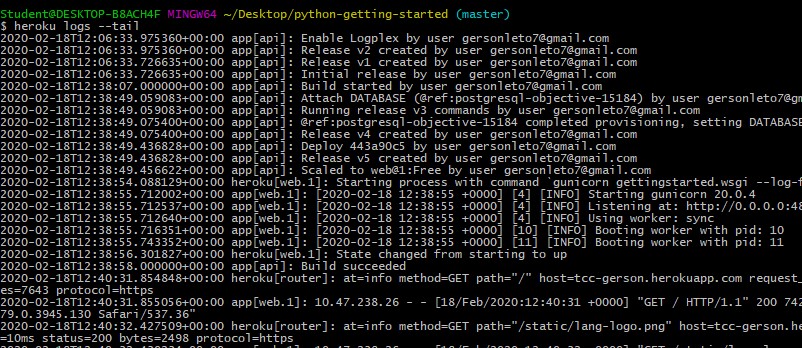 Student@DESKTOP-B8ACH4F MINGW64 ~/Desktop/python-getting-started (master)
$ heroku logs --tail
2020-02-18T12:06:33.975360+00:00 app[api]: Enable Logplex by user gersonleto7@gmail.com
2020-02-18T12:06:33.975360+00:00 app[api]: Release v2 created by user gersonleto7@gmail.com
2020-02-18T12:06:33.726635+00:00 app[api]: Release v1 created by user gersonleto7@gmail.com
2020-02-18T12:06:33.726635+00:00 app[api]: Initial release by user gersonleto7@gmail.com
2020-02-18T12:38:07.000000+00:00 app[api]: Build started by user gersonleto7@gmail.com
2020-02-18T12:38:49.059083+00:00 app[api]: Attach DATABASE (@ref:postgresql-objective-15184) by user gersonleto7@gmail.com
2020-02-18T12:38:49.059083+00:00 app[api]: Running release v3 commands by user gersonleto7@gmail.com
2020-02-18T12:38:49.075400+00:00 app[api]: @ref:postgresql-objective-15184 completed provisioning, setting DATABASE
2020-02-18T12:38:49.075400+00:00 app[api]: Release v4 created by user gersonleto7@gmail.com
2020-02-18T12:38:49.436828+00:00 app[api]: Deploy 443a90c5 by user gersonleto7@gmail.com
2020-02-18T12:38:49.436828+00:00 app[api]: Release v5 created by user gersonleto7@gmail.com
2020-02-18T12:38:49.456622+00:00 app[api]: Scaled to web@1:Free by user gersonleto7@gmail.com
2020-02-18T12:38:54.088129+00:00 heroku[web.1]: Starting process with command `gunicorn gettingstarted.wsgi --log-f
2020-02-18T12:38:55.712002+00:00 app[web.1]: [2020-02-18 12:38:55 +0000] [4] [INFO] Starting gunicorn 20.0.4
2020-02-18T12:38:55.712537+00:00 app[web.1]: [2020-02-18 12:38:55 +0000] [4] [INFO] Listening at: http://0.0.0.0:48
2020-02-18T12:38:55.712640+00:00 app[web.1]: [2020-02-18 12:38:55 +0000] [4] [INFO] Using worker: sync
2020-02-18T12:38:55.716351+00:00 app[web.1]: [2020-02-18 12:38:55 +0000] [10] [INFO] Booting worker with pid: 10
2020-02-18T12:38:55.743352+00:00 app[web.1]: [2020-02-18 12:38:55 +0000] [11] [INFO] Booting worker with pid: 11
2020-02-18T12:38:56.301827+00:00 heroku[web.1]: State changed from starting to up
2020-02-18T12:38:58.000000+00:00 app[api]: Build succeeded
2020-02-18T12:40:31.854848+00:00 heroku[router]: at=info method=GET path="/" host=tcc-gerson.herokuapp.com request_
es=7643 protocol=https
2020-02-18T12:40:31.855056+00:00 app[web.1]: 10.47.238.26 - - [18/Feb/2020:12:40:31 +0000] "GET / HTTP/1.1" 200 742
79.0.3945.130 Safari/537.36"
2020-02-18T12:40:32.427509+00:00 heroku[router]: at=info method=GET path="/static/lang-logo.png" host=tcc-gerson.he
=10ms status=200 bytes=2498 protocol=https